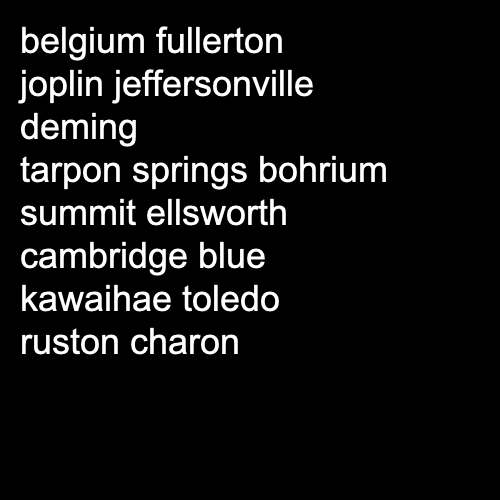 belgium fullerton
joplin jeffersonville
deming
tarpon springs bohrium
summit ellsworth
cambridge blue
kawaihae toledo
ruston charon